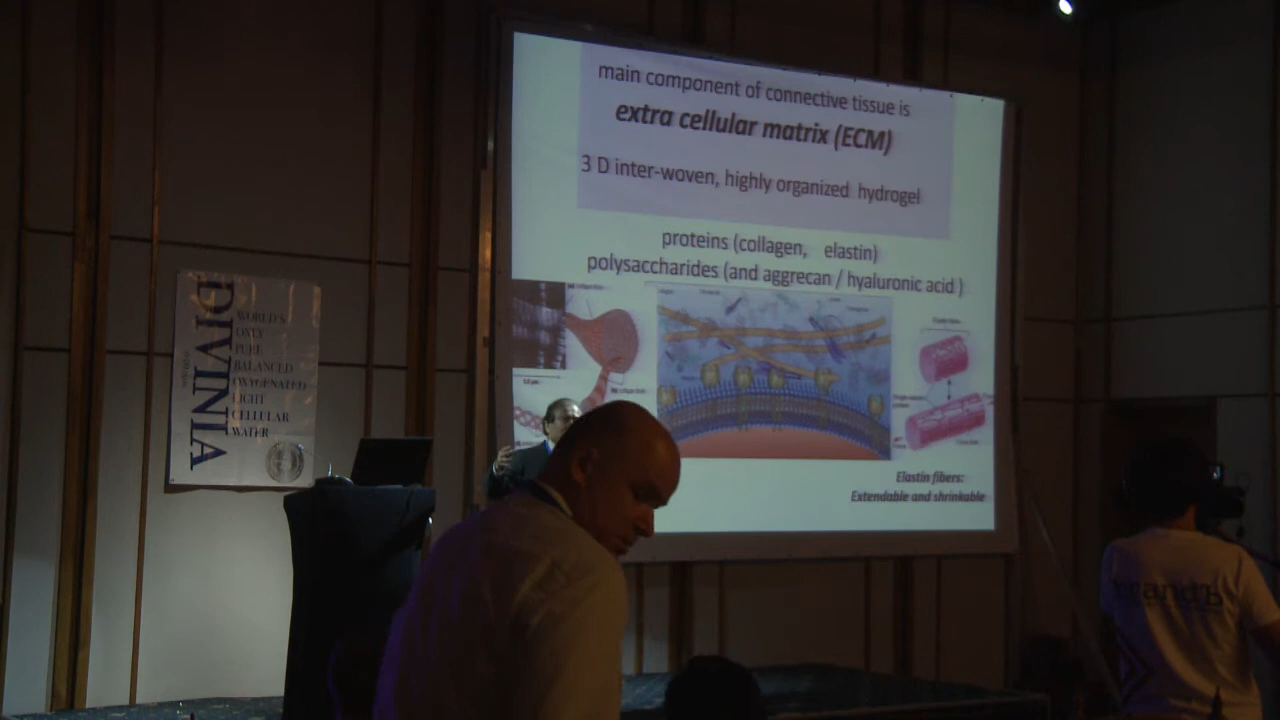 main component of connective tissue is
extra cellular matrix (ECM)
3 D inter-woven, highly organized hydrogel
proteins (collagen, elastin)
polysaccharides (and aggrecan / hyaluronic acid )
Elastin fibers:
Extendable and shrinkable
DIVINIA
WORLD'S
ONLY
PURE
BALANCED
OXYGENATED
LIGHT
CELLULAR
WATER